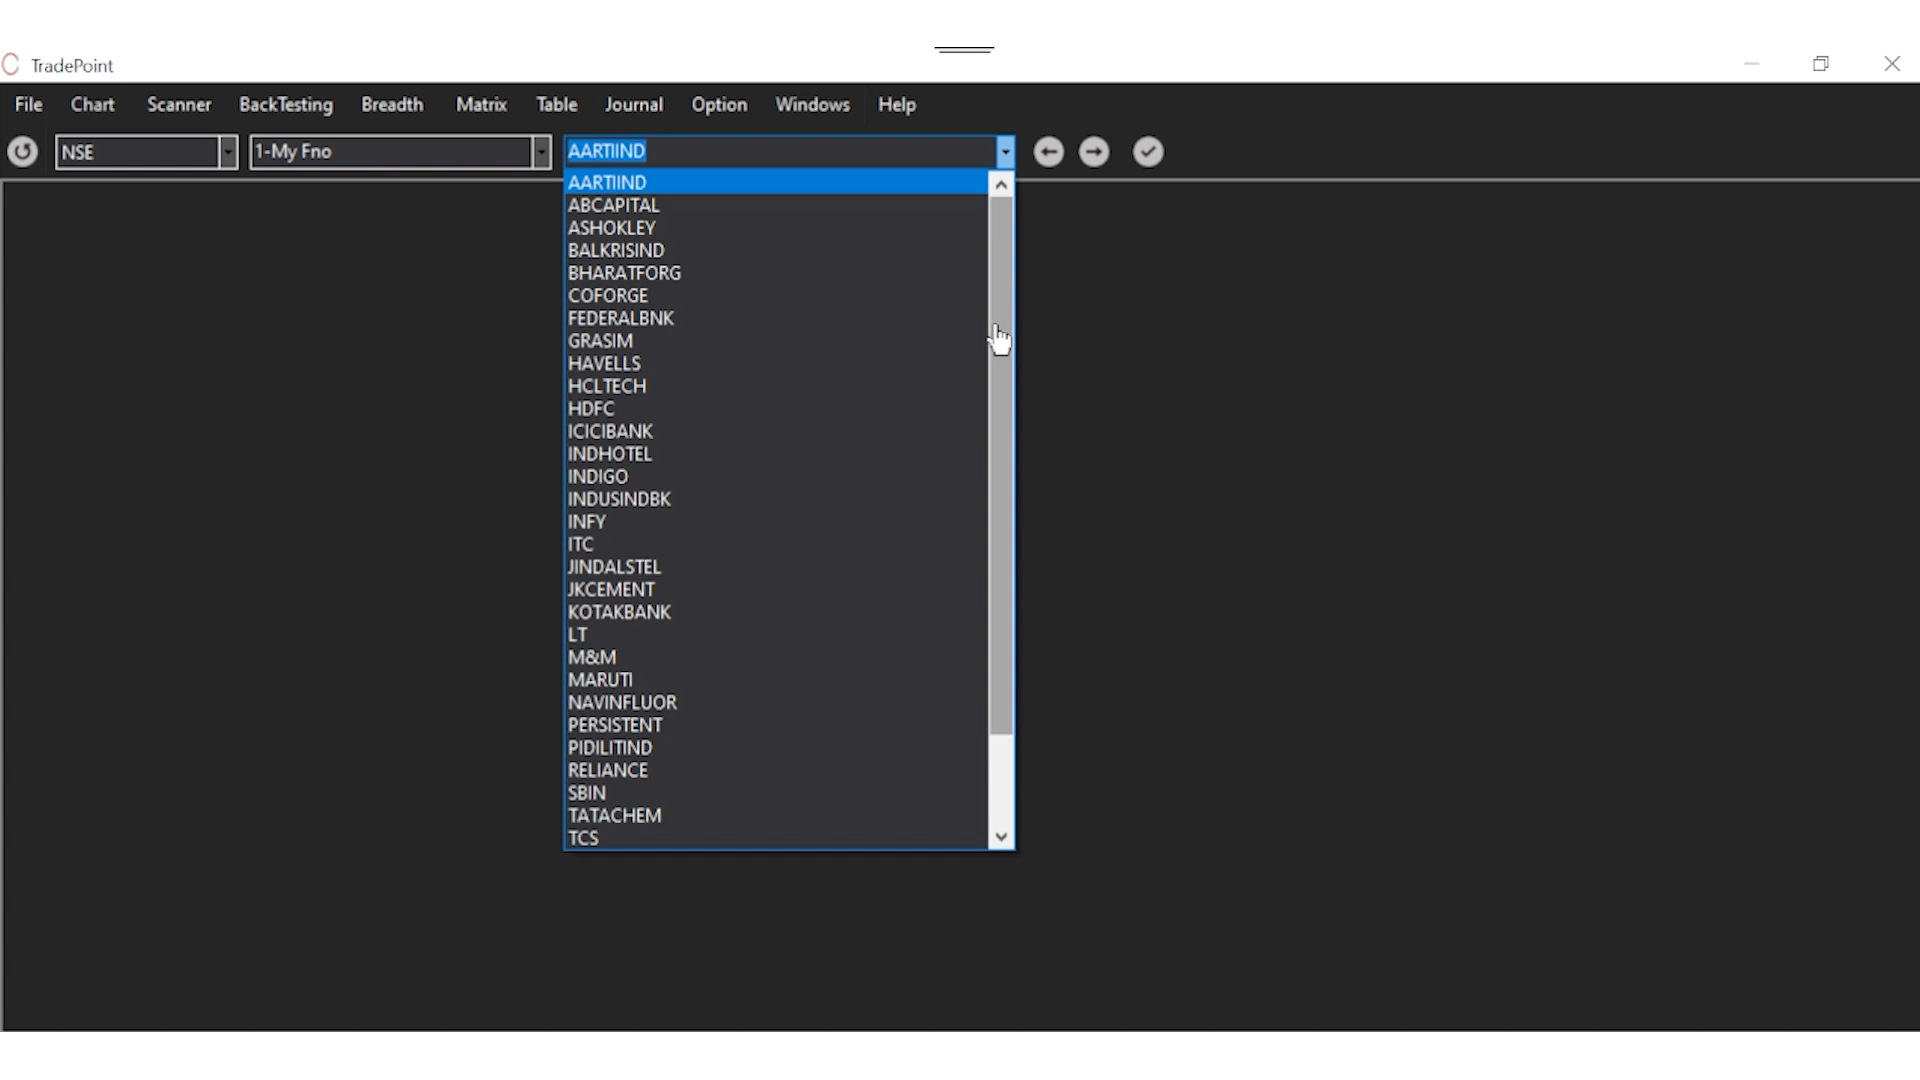 TradePoint
File Chart Scanner BackTesting Breadth Matrix Table Journal Option Windows Help
NSE 1-My Fno AARTIIND
AARTIIND
ABCAPITAL
ASHOKLEY
BALKRISIND
BHARATFORG
COFORGE
FEDERALBNK
GRASIM
HAVELLS
HCLTECH
HDFC
ICICIBANK
INDHOTEL
INDIGO
INDUSINDBK
INFY
ITC
JINDALSTEL
JKCEMENT
KOTAKBANK
LT
M&M
MARUTI
NAVINFLUOR
PERSISTENT
PIDILITIND
RELIANCE
SBIN
TATACHEM
TCS